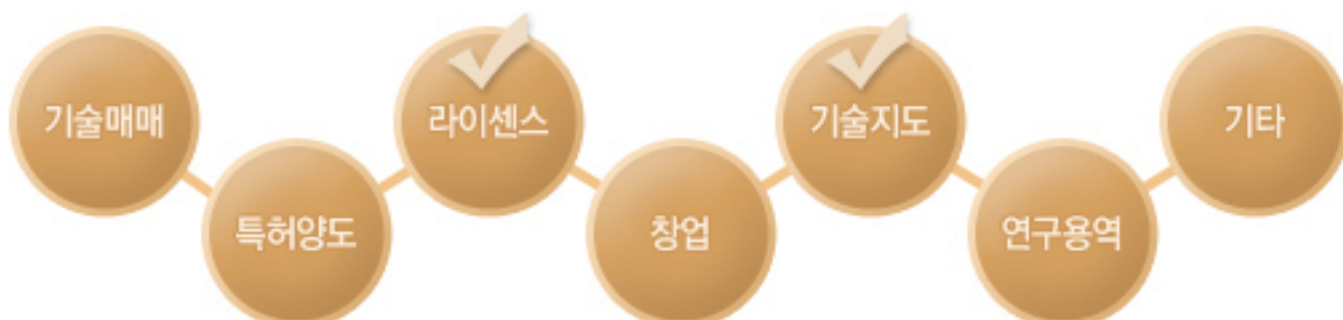 기술매매
특허양도
라이센스
창업
기술지도
연구용역
기타